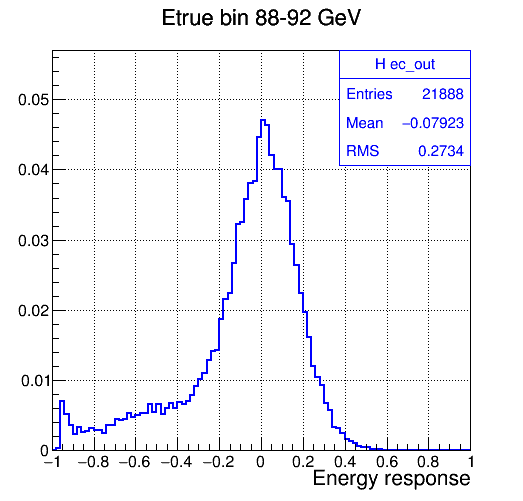 Etrue bin 88-92 GeV
H ec_out
Entries 21888
Mean −0.07923
RMS 0.2734
0.05
0.04
0.03
0.02
0.01
0
−1 −0.8 −0.6 −0.4 −0.2 0 0.2 0.4 0.6 0.8 1
Energy response